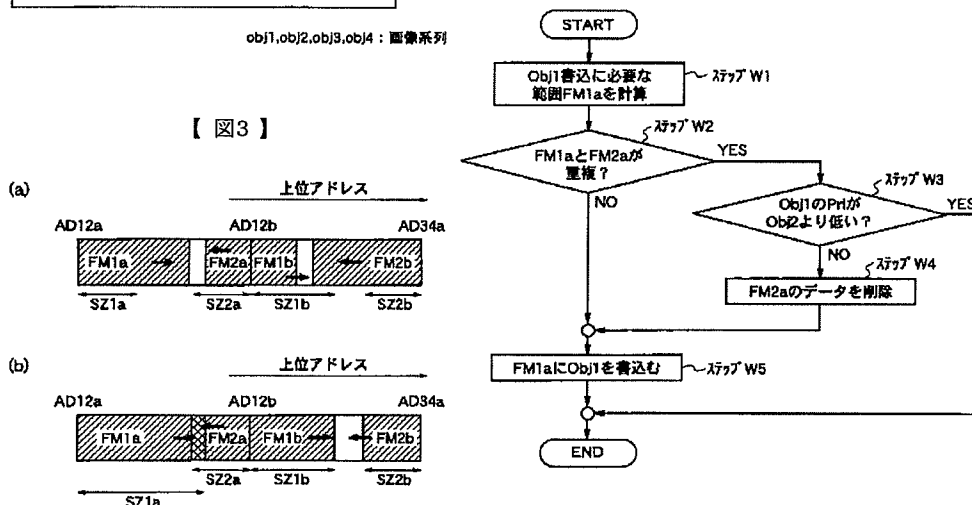 obj1,obj2,obj3,obj4 : 画像系列
【 図3 】
(a)
上位アドレス
AD12a AD12b AD34a
FM1a FM2a FM1b FM2b
SZ1a SZ2a SZ1b SZ2b
(b)
上位アドレス
AD12a AD12b AD34a
FM1a FM2a FM1b FM2b
SZ2a SZ1b SZ2b
SZ1a
START
Obj1書込に必要な
範囲FM1aを計算
ステップW1
ステップW2
FM1aとFM2aが
重複?
YES
NO
ステップW3
Obj1のPriが
Obj2より低い?
YES
NO
ステップW4
FM2aのデータを削除
FM1aにObj1を書込む
ステップW5
END